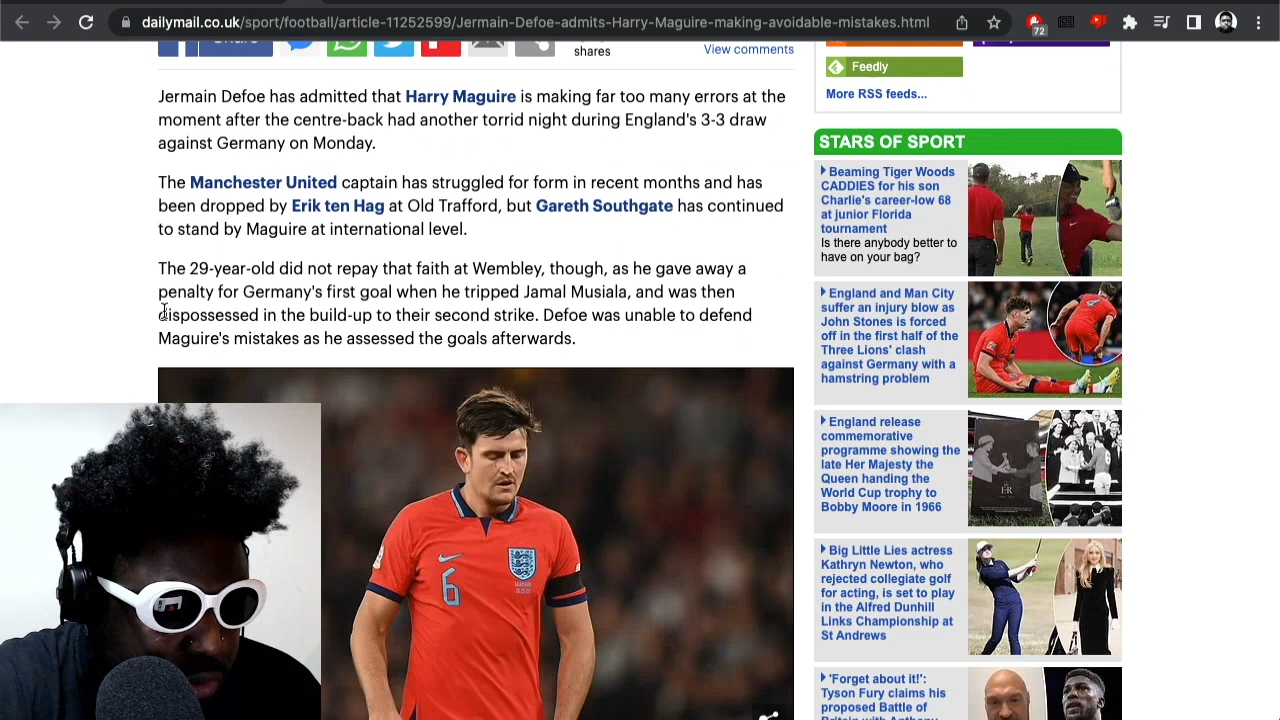 dailymail.co.uk/sport/football/article-11252599/Jermain-Defoe-admits-Harry-Maguire-making-avoidable-mistakes.html
72
Share
shares
View comments
Jermain Defoe has admitted that Harry Maguire is making far too many errors at the
moment after the centre-back had another torrid night during England's 3-3 draw
against Germany on Monday.
The Manchester United captain has struggled for form in recent months and has
been dropped by Erik ten Hag at Old Trafford, but Gareth Southgate has continued
to stand by Maguire at international level.
The 29-year-old did not repay that faith at Wembley, though, as he gave away a
penalty for Germany's first goal when he tripped Jamal Musiala, and was then
dispossessed in the build-up to their second strike. Defoe was unable to defend
Maguire's mistakes as he assessed the goals afterwards.
6
Feedly
More RSS feeds...
STARS OF SPORT
Beaming Tiger Woods
CADDIES for his son
Charlie's career-low 68
at junior Florida
tournament
Is there anybody better to
have on your bag?
England and Man City
suffer an injury blow as
John Stones is forced
off in the first half of the
Three Lions' clash
against Germany with a
hamstring problem
England release
commemorative
programme showing the
late Her Majesty the
Queen handing the
World Cup trophy to
Bobby Moore in 1966
Big Little Lies actress
Kathryn Newton, who
rejected collegiate golf
for acting, is set to play
in the Alfred Dunhill
Links Championship at
St Andrews
'Forget about it!':
Tyson Fury claims his
proposed Battle of
Britain with Anthony